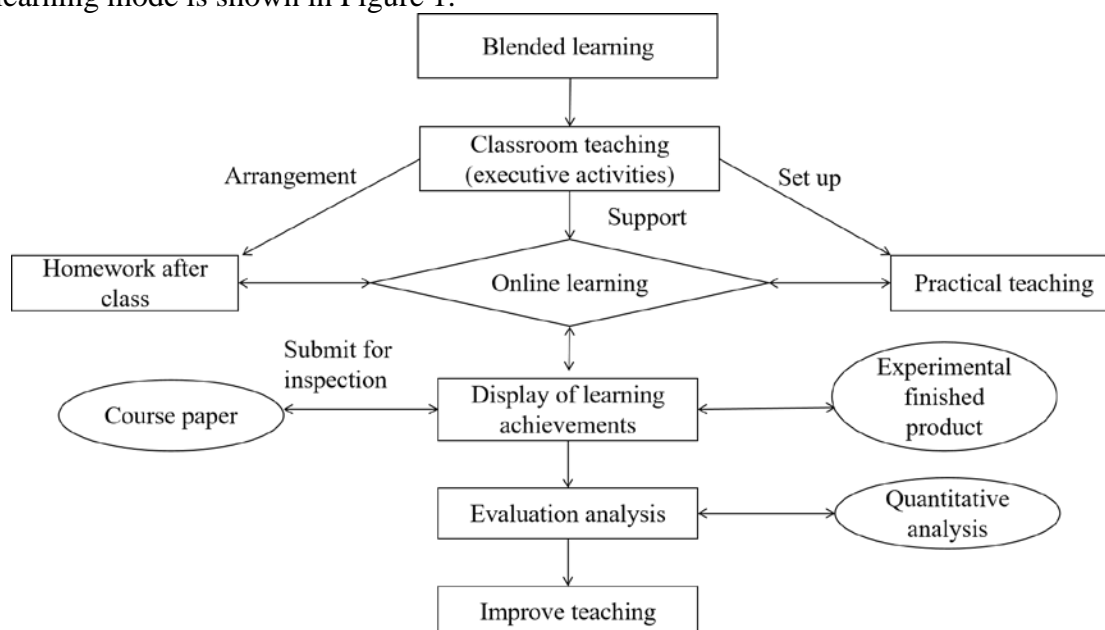 learning mode is shown in Figure 1.
Blended learning
Classroom teaching
(executive activities)
Arrangement
Set up
Support
Homework after
class
Online learning
Practical teaching
Submit for
inspection
Course paper
Display of learning
achievements
Experimental
finished
product
Evaluation analysis
Quantitative
analysis
Improve teaching